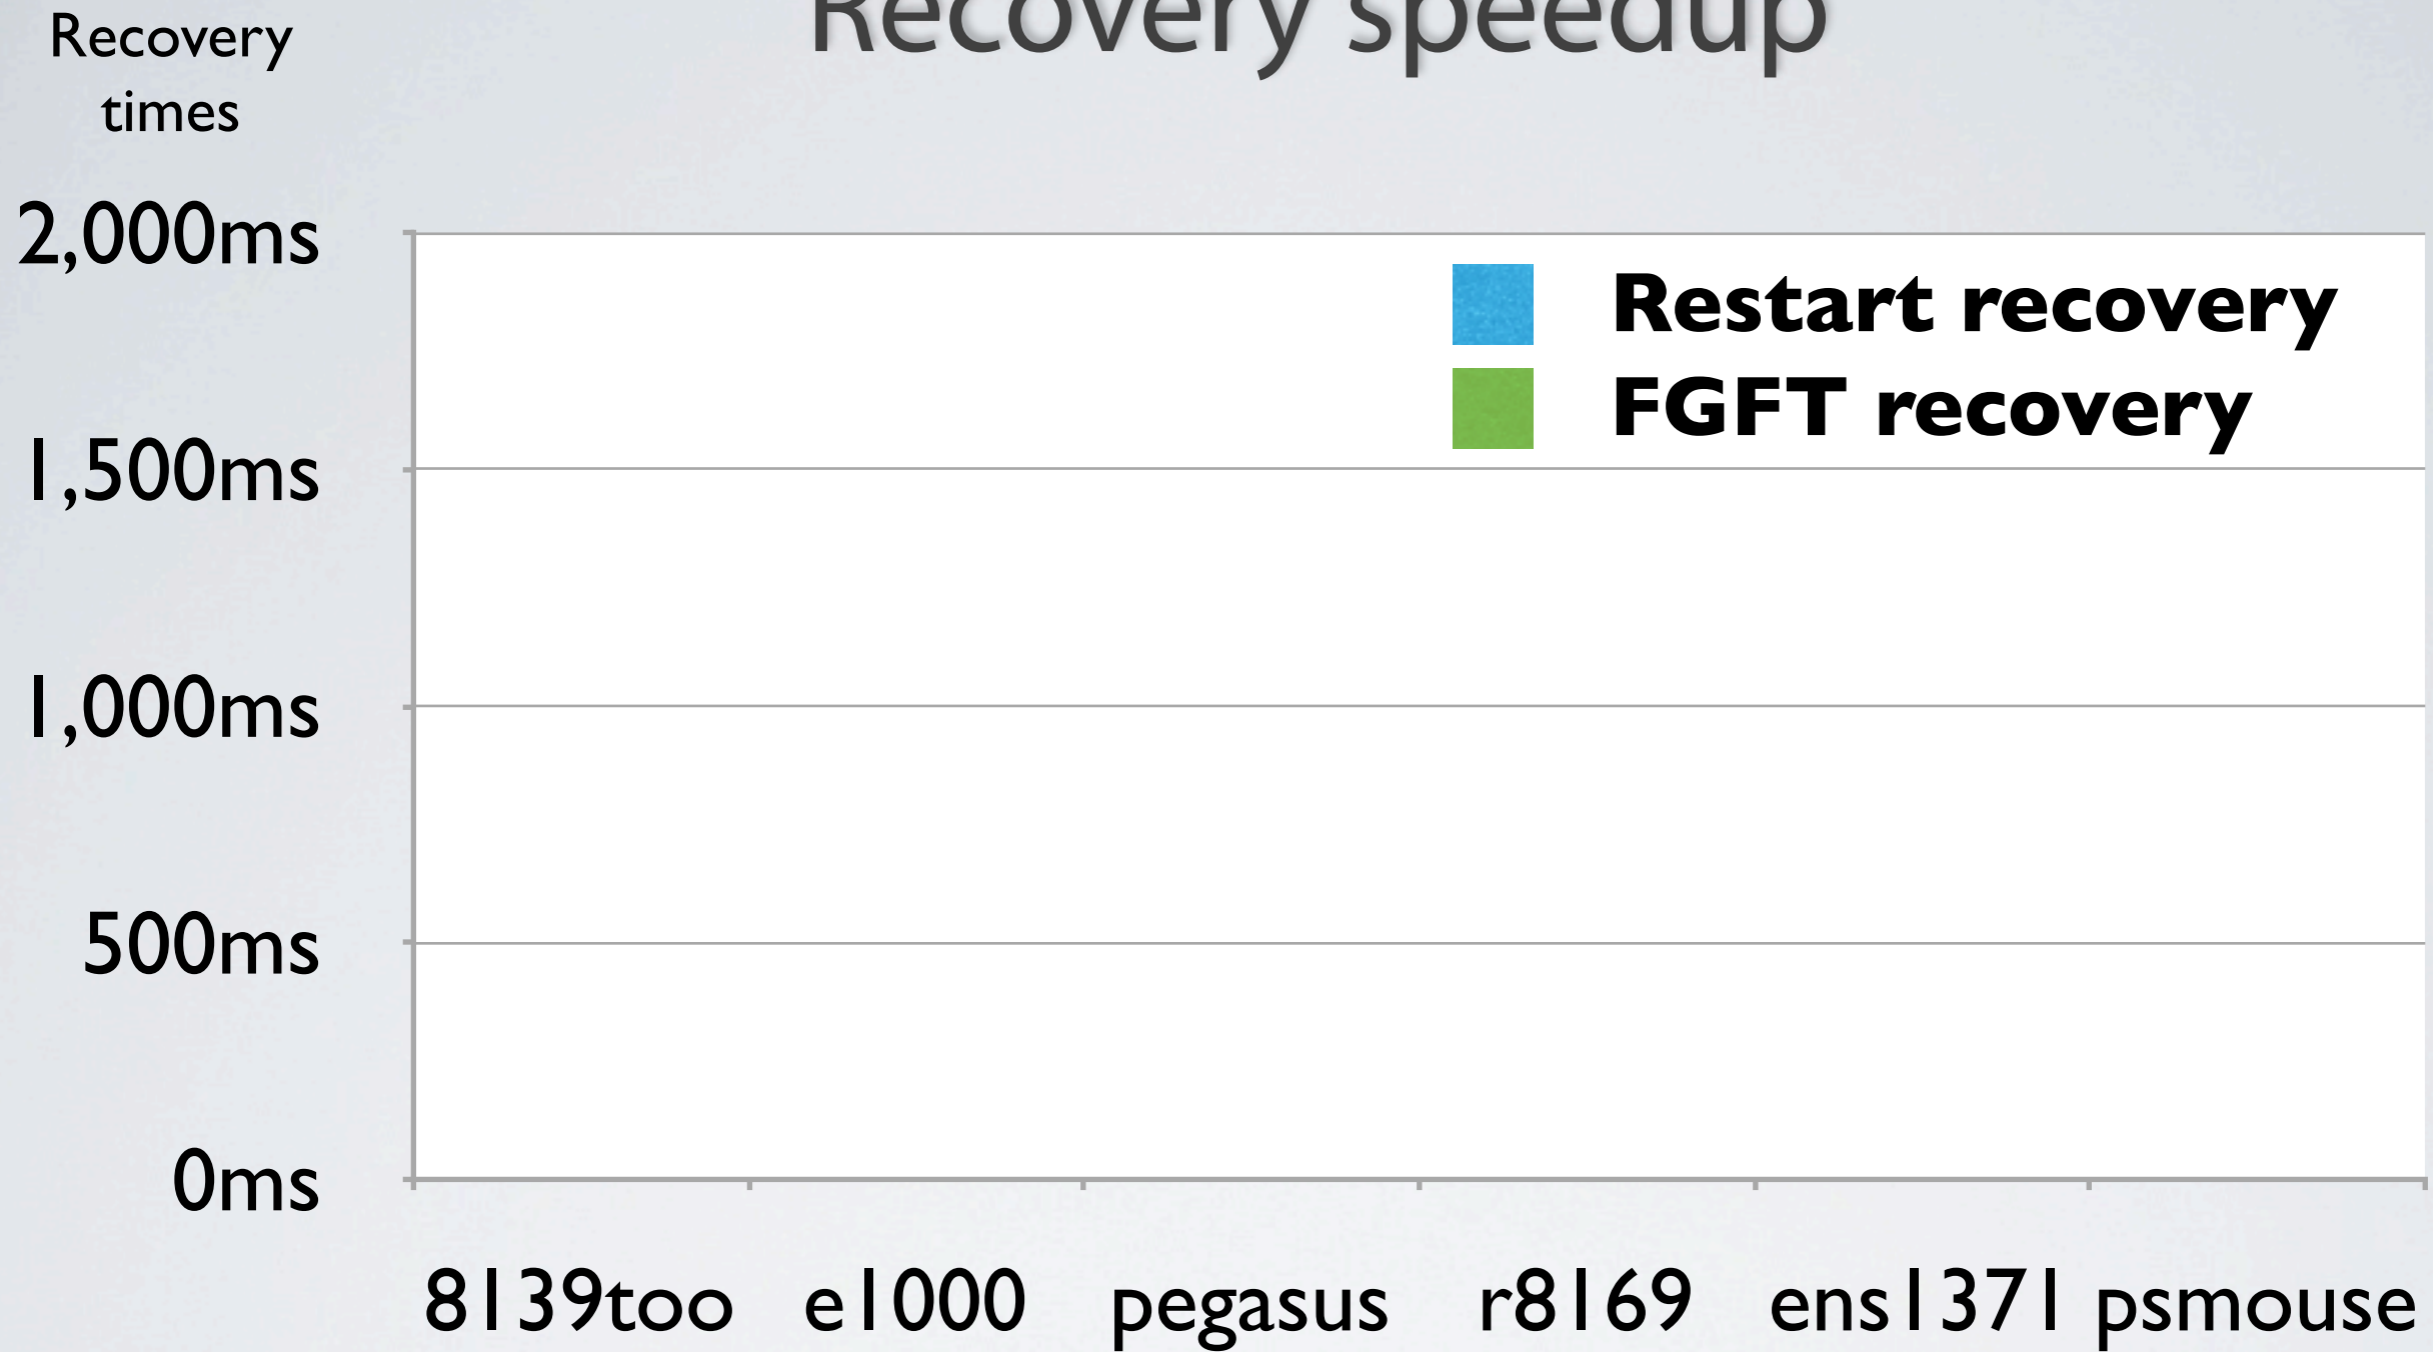 Recovery speedup
Recovery
times
2,000ms
1,500ms
1,000ms
500ms
0ms
Restart recovery
FGFT recovery
8139too e1000 pegasus r8169 ens1371 psmouse